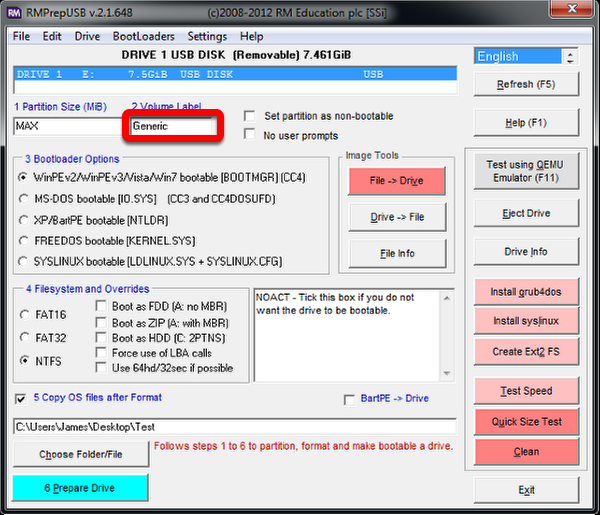 RMPrepUSB v.2.1.648 (c)2008-2012 RM Education plc [SSi]
File Edit Drive BootLoaders Settings Help
DRIVE 1 USB DISK (Removable) 7.461GiB
English
DRIVE 1 E: 7.5GiB USB DISK USB
Refresh (F5)
1 Partition Size (MiB) 2 Volume Label
MAX Generic
Set partition as non-bootable
No user prompts
Help (F1)
3 Bootloader Options
WinPEv2/WinPEv3/Vista/Win7 bootable [BOOTMGR] (CC4)
MS-DOS bootable [IO.SYS] (CC3 and CC4DOSUFD)
XP/BartPE bootable [NTLDR]
FREEDOS bootable [KERNEL.SYS]
SYSLINUX bootable [LDLINUX.SYS + SYSLINUX.CFG]
Image Tools
File -> Drive
Drive -> File
File Info
Test using QEMU
Emulator (F11)
Eject Drive
Drive Info
4 Filesystem and Overrides
FAT16
FAT32
NTFS
Boot as FDD (A: no MBR)
Boot as ZIP (A: with MBR)
Boot as HDD (C: 2PTNS)
Force use of LBA calls
Use 64hd/32sec if possible
NOACT - Tick this box if you do not
want the drive to be bootable.
Install grub4dos
Install syslinux
Create Ext2 FS
5 Copy OS files after Format
BartPE -> Drive
Test Speed
C:\Users\James\Desktop\Test
Quick Size Test
Choose Folder/File
Follows steps 1 to 6 to partition, format and make bootable a drive.
Clean
6 Prepare Drive
Exit